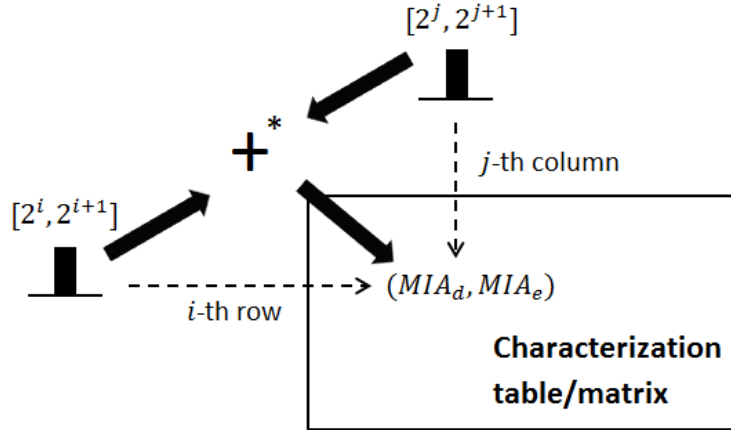 [2^j, 2^{j+1}]
+*
j-th column
[2^i, 2^{i+1}]
(MIA_d, MIA_e)
i-th row
Characterization
table/matrix